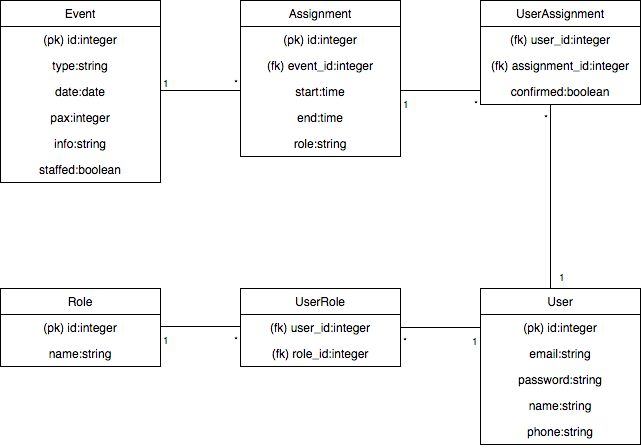 Event
(pk) id:integer
type:string
date:date
pax:integer
info:string
staffed:boolean
1
*
Assignment
(pk) id:integer
(fk) event_id:integer
start:time
end:time
role:string
1
*
UserAssignment
(fk) user_id:integer
(fk) assignment_id:integer
confirmed:boolean
*
1
Role
(pk) id:integer
name:string
1
*
UserRole
(fk) user_id:integer
(fk) role_id:integer
*
1
User
(pk) id:integer
email:string
password:string
name:string
phone:string